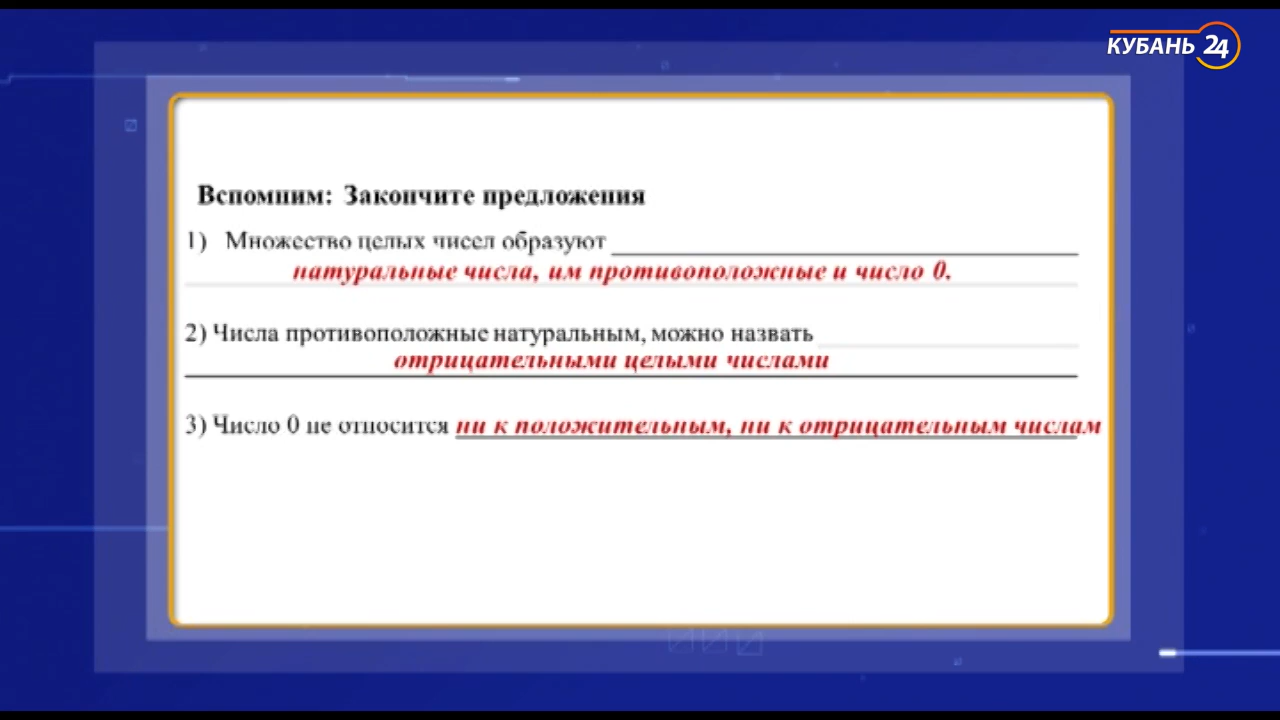 КУБАНЬ 24
Вспомним: Закончите предложения
1) Множество целых чисел образуют
натуральные числа, им противоположные и число 0.
2) Числа противоположные натуральным, можно назвать
отрицательными целыми числами
3) Число 0 не относится ни к положительным, ни к отрицательным числам